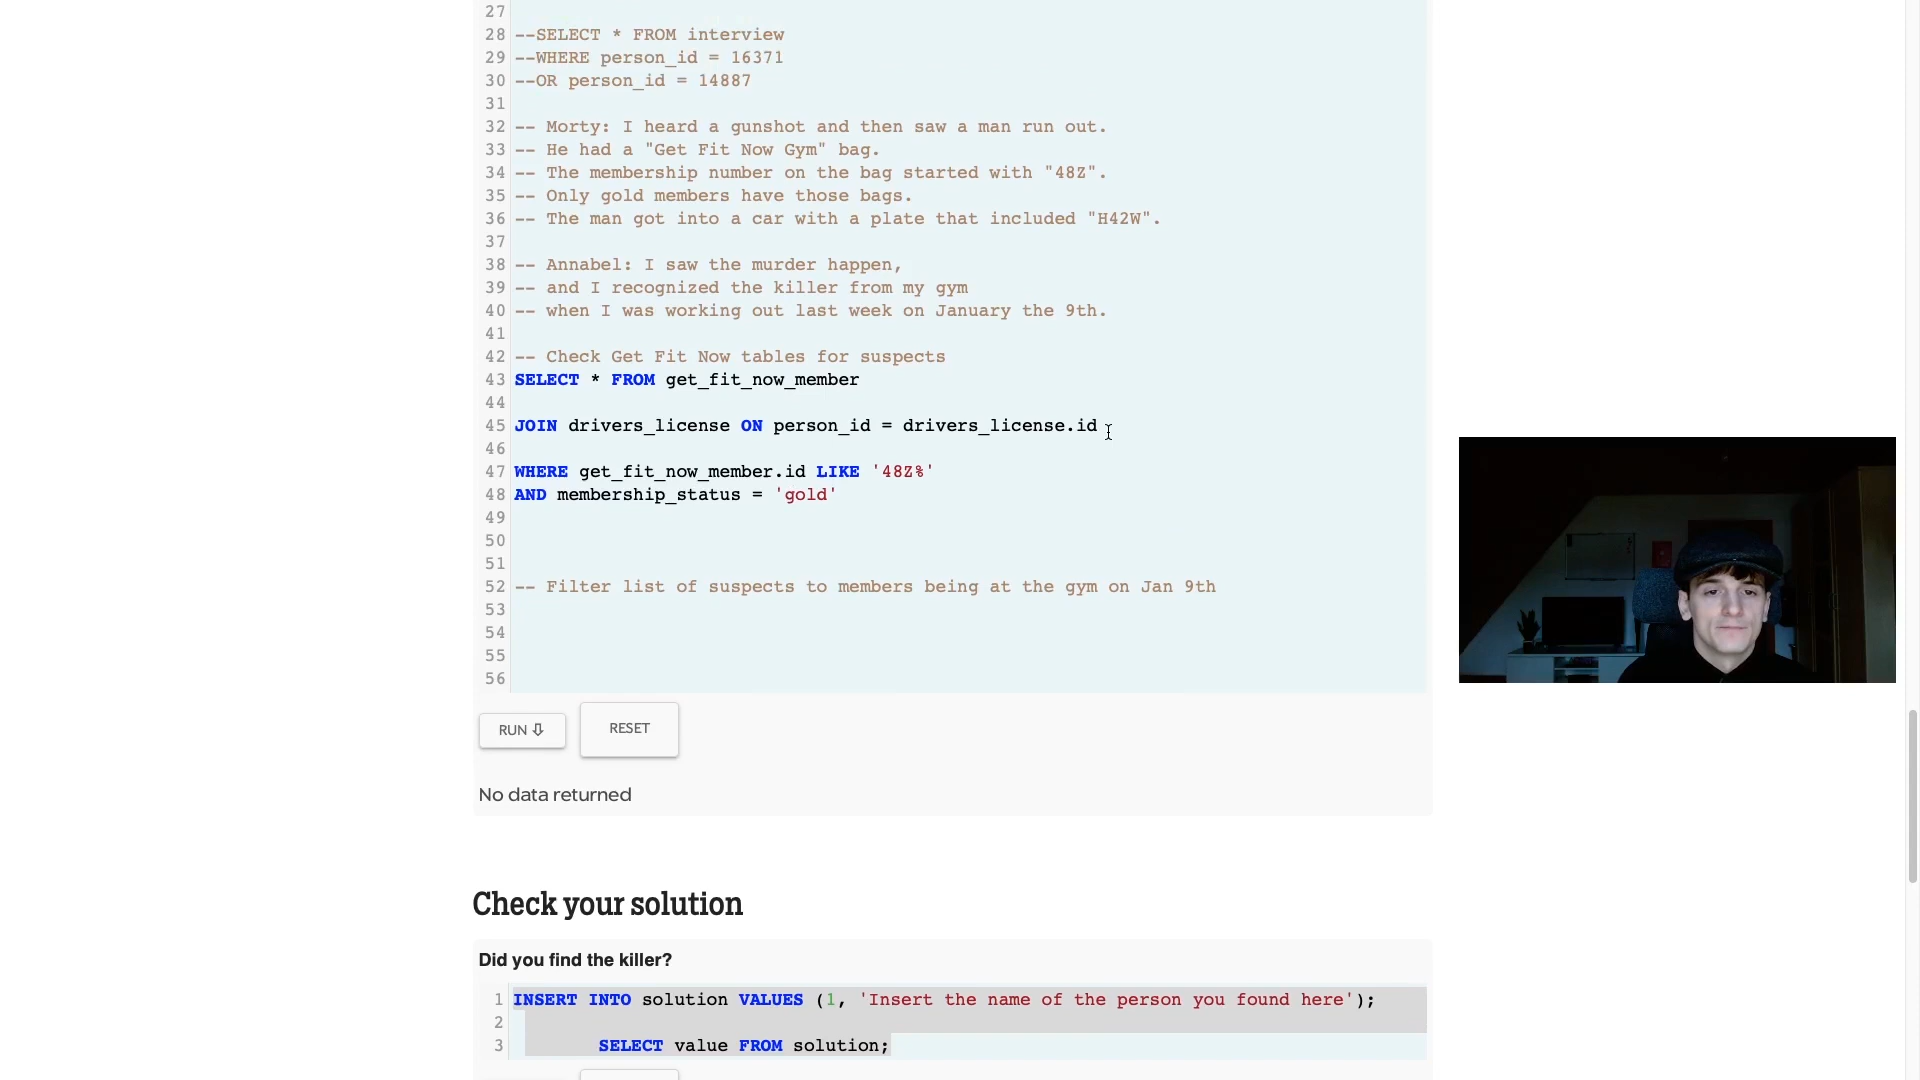 27
28 --SELECT * FROM interview
29 --WHERE person_id = 16371
30 --OR person_id = 14887
31
32 -- Morty: I heard a gunshot and then saw a man run out.
33 -- He had a "Get Fit Now Gym" bag.
34 -- The membership number on the bag started with "48Z".
35 -- Only gold members have those bags.
36 -- The man got into a car with a plate that included "H42W".
37
38 -- Annabel: I saw the murder happen,
39 -- and I recognized the killer from my gym
40 -- when I was working out last week on January the 9th.
41
42 -- Check Get Fit Now tables for suspects
43 SELECT * FROM get_fit_now_member
44
45 JOIN drivers_license ON person_id = drivers_license.id
46
47 WHERE get_fit_now_member.id LIKE '48Z%'
48 AND membership_status = 'gold'
49
50
51
52 -- Filter list of suspects to members being at the gym on Jan 9th
53
54
55
56
RUN RESET
No data returned
Check your solution
Did you find the killer?
1 INSERT INTO solution VALUES (1, 'Insert the name of the person you found here');
2
3 SELECT value FROM solution;